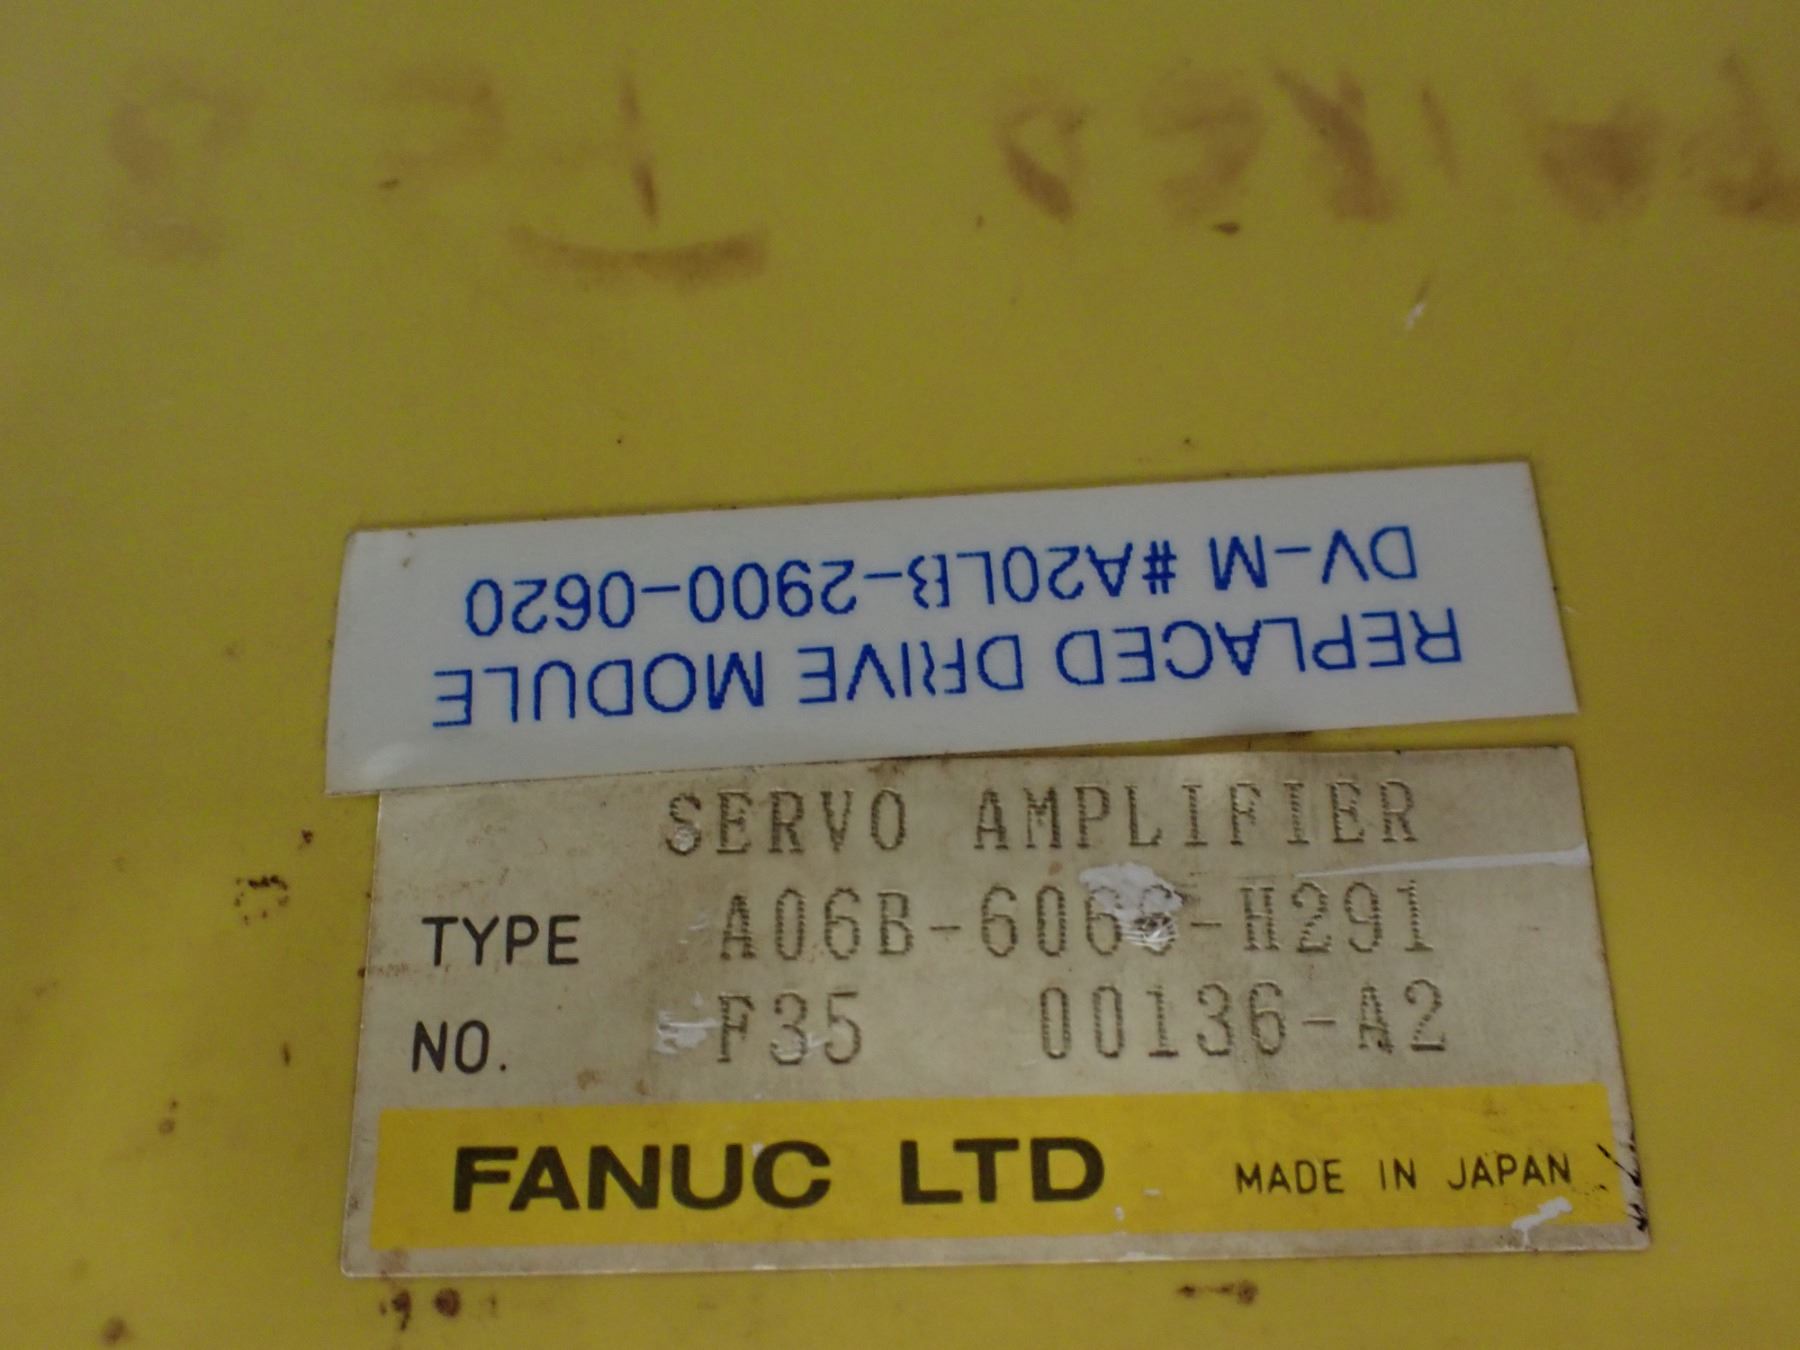 REPLACED DRIVE MODULE
DV-M #A20LB-2900-0620
SERVO AMPLIFIER
TYPE
NO. F35 00136-A2
FANUC LTD MADE IN JAPAN